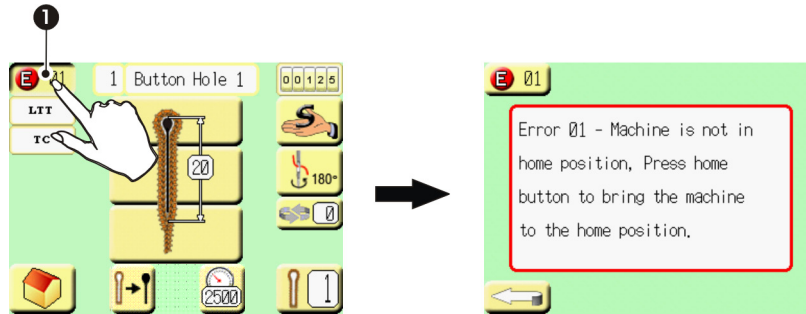 1
E 01
1 Button Hole 1
00125
LTT
TC
S
20
180°
0
2500
1
E 01
Error 01 - Machine is not in
home position, Press home
button to bring the machine
to the home position.